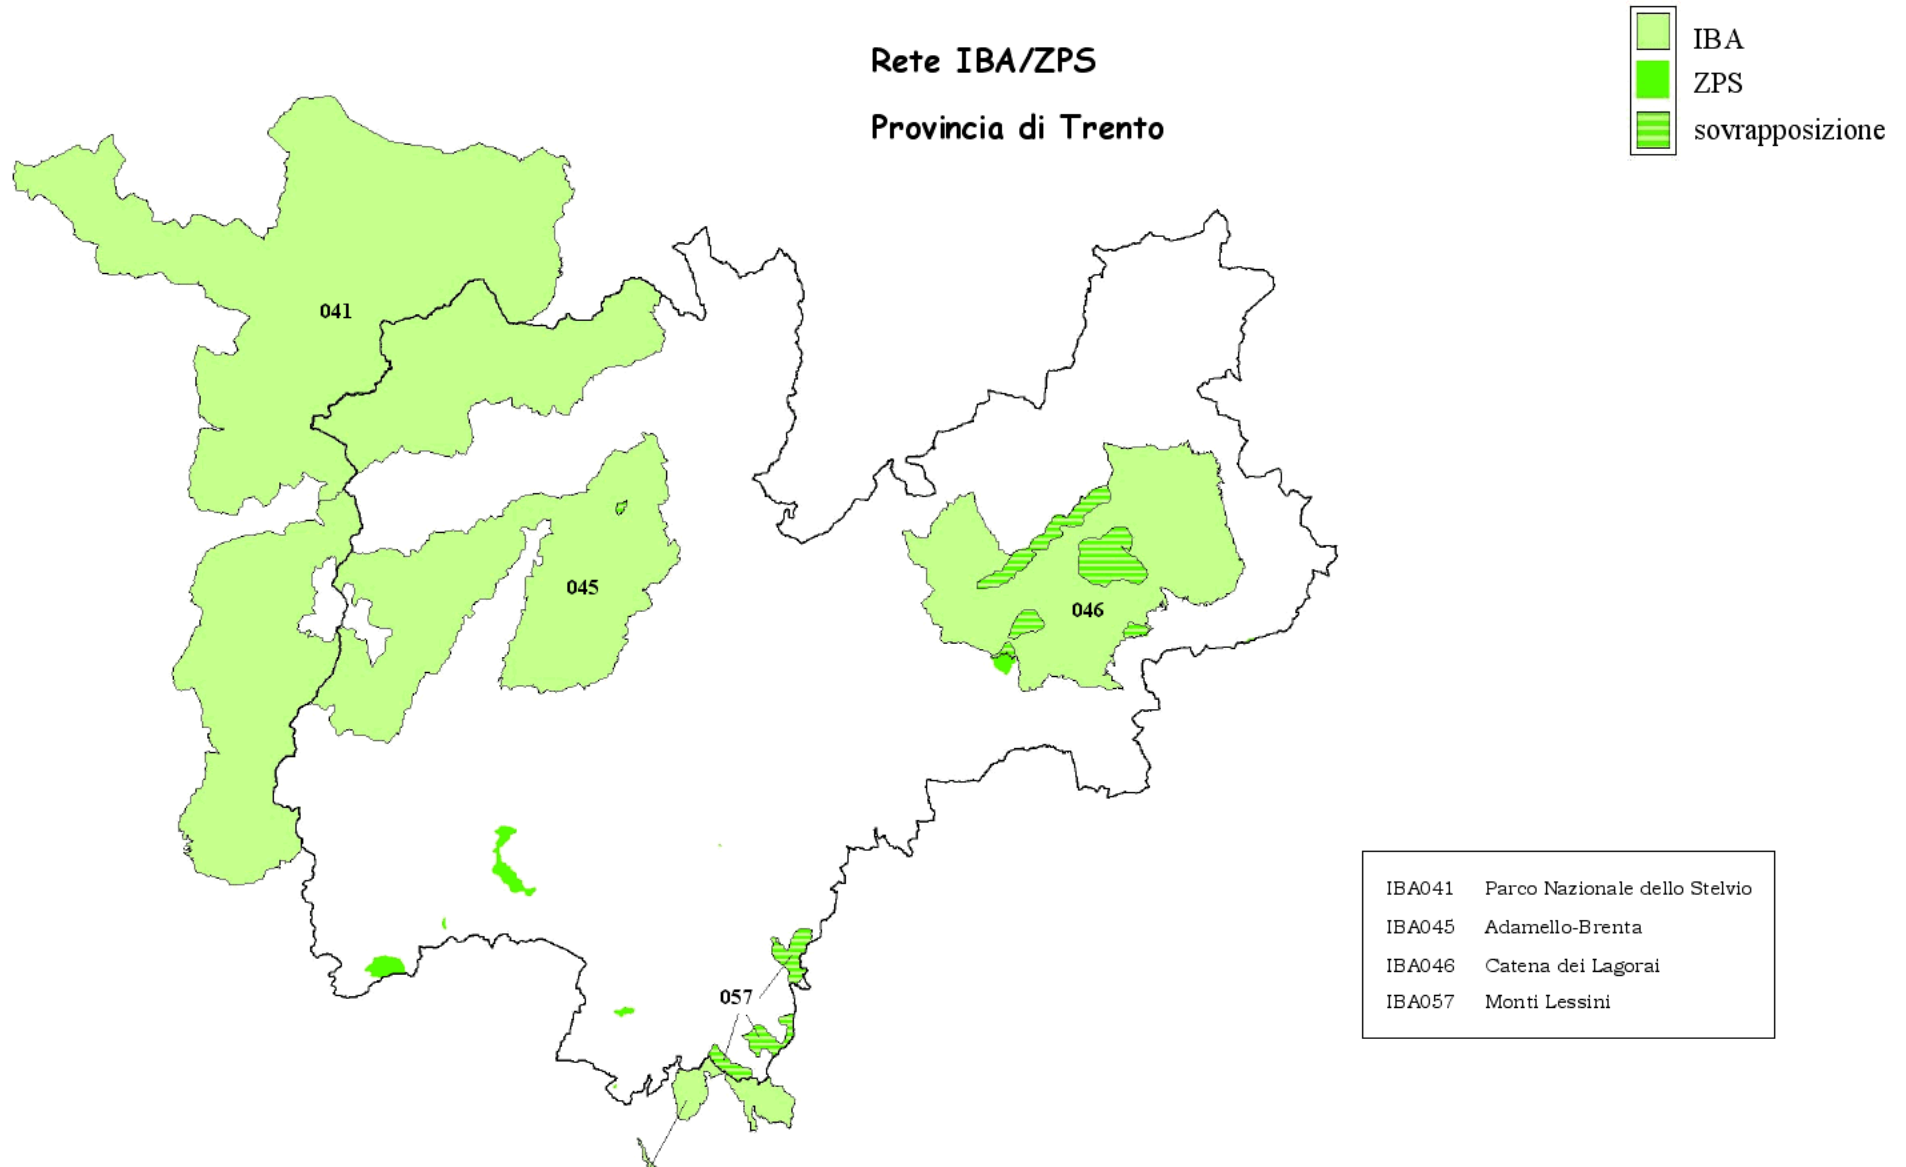 Rete IBA/ZPS
Provincia di Trento
IBA
ZPS
sovrapposizione
041
045
046
057
IBA041 Parco Nazionale dello Stelvio
IBA045 Adamello-Brenta
IBA046 Catena dei Lagorai
IBA057 Monti Lessini